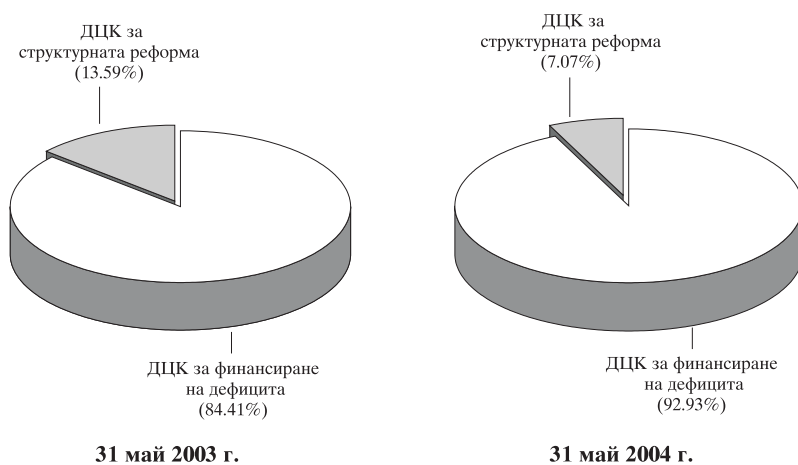 ДЦК за
структурната реформа
(13.59%)
ДЦК за финансиране
на дефицита
(84.41%)
31 май 2003 г.
ДЦК за
структурната реформа
(7.07%)
ДЦК за финансиране
на дефицита
(92.93%)
31 май 2004 г.